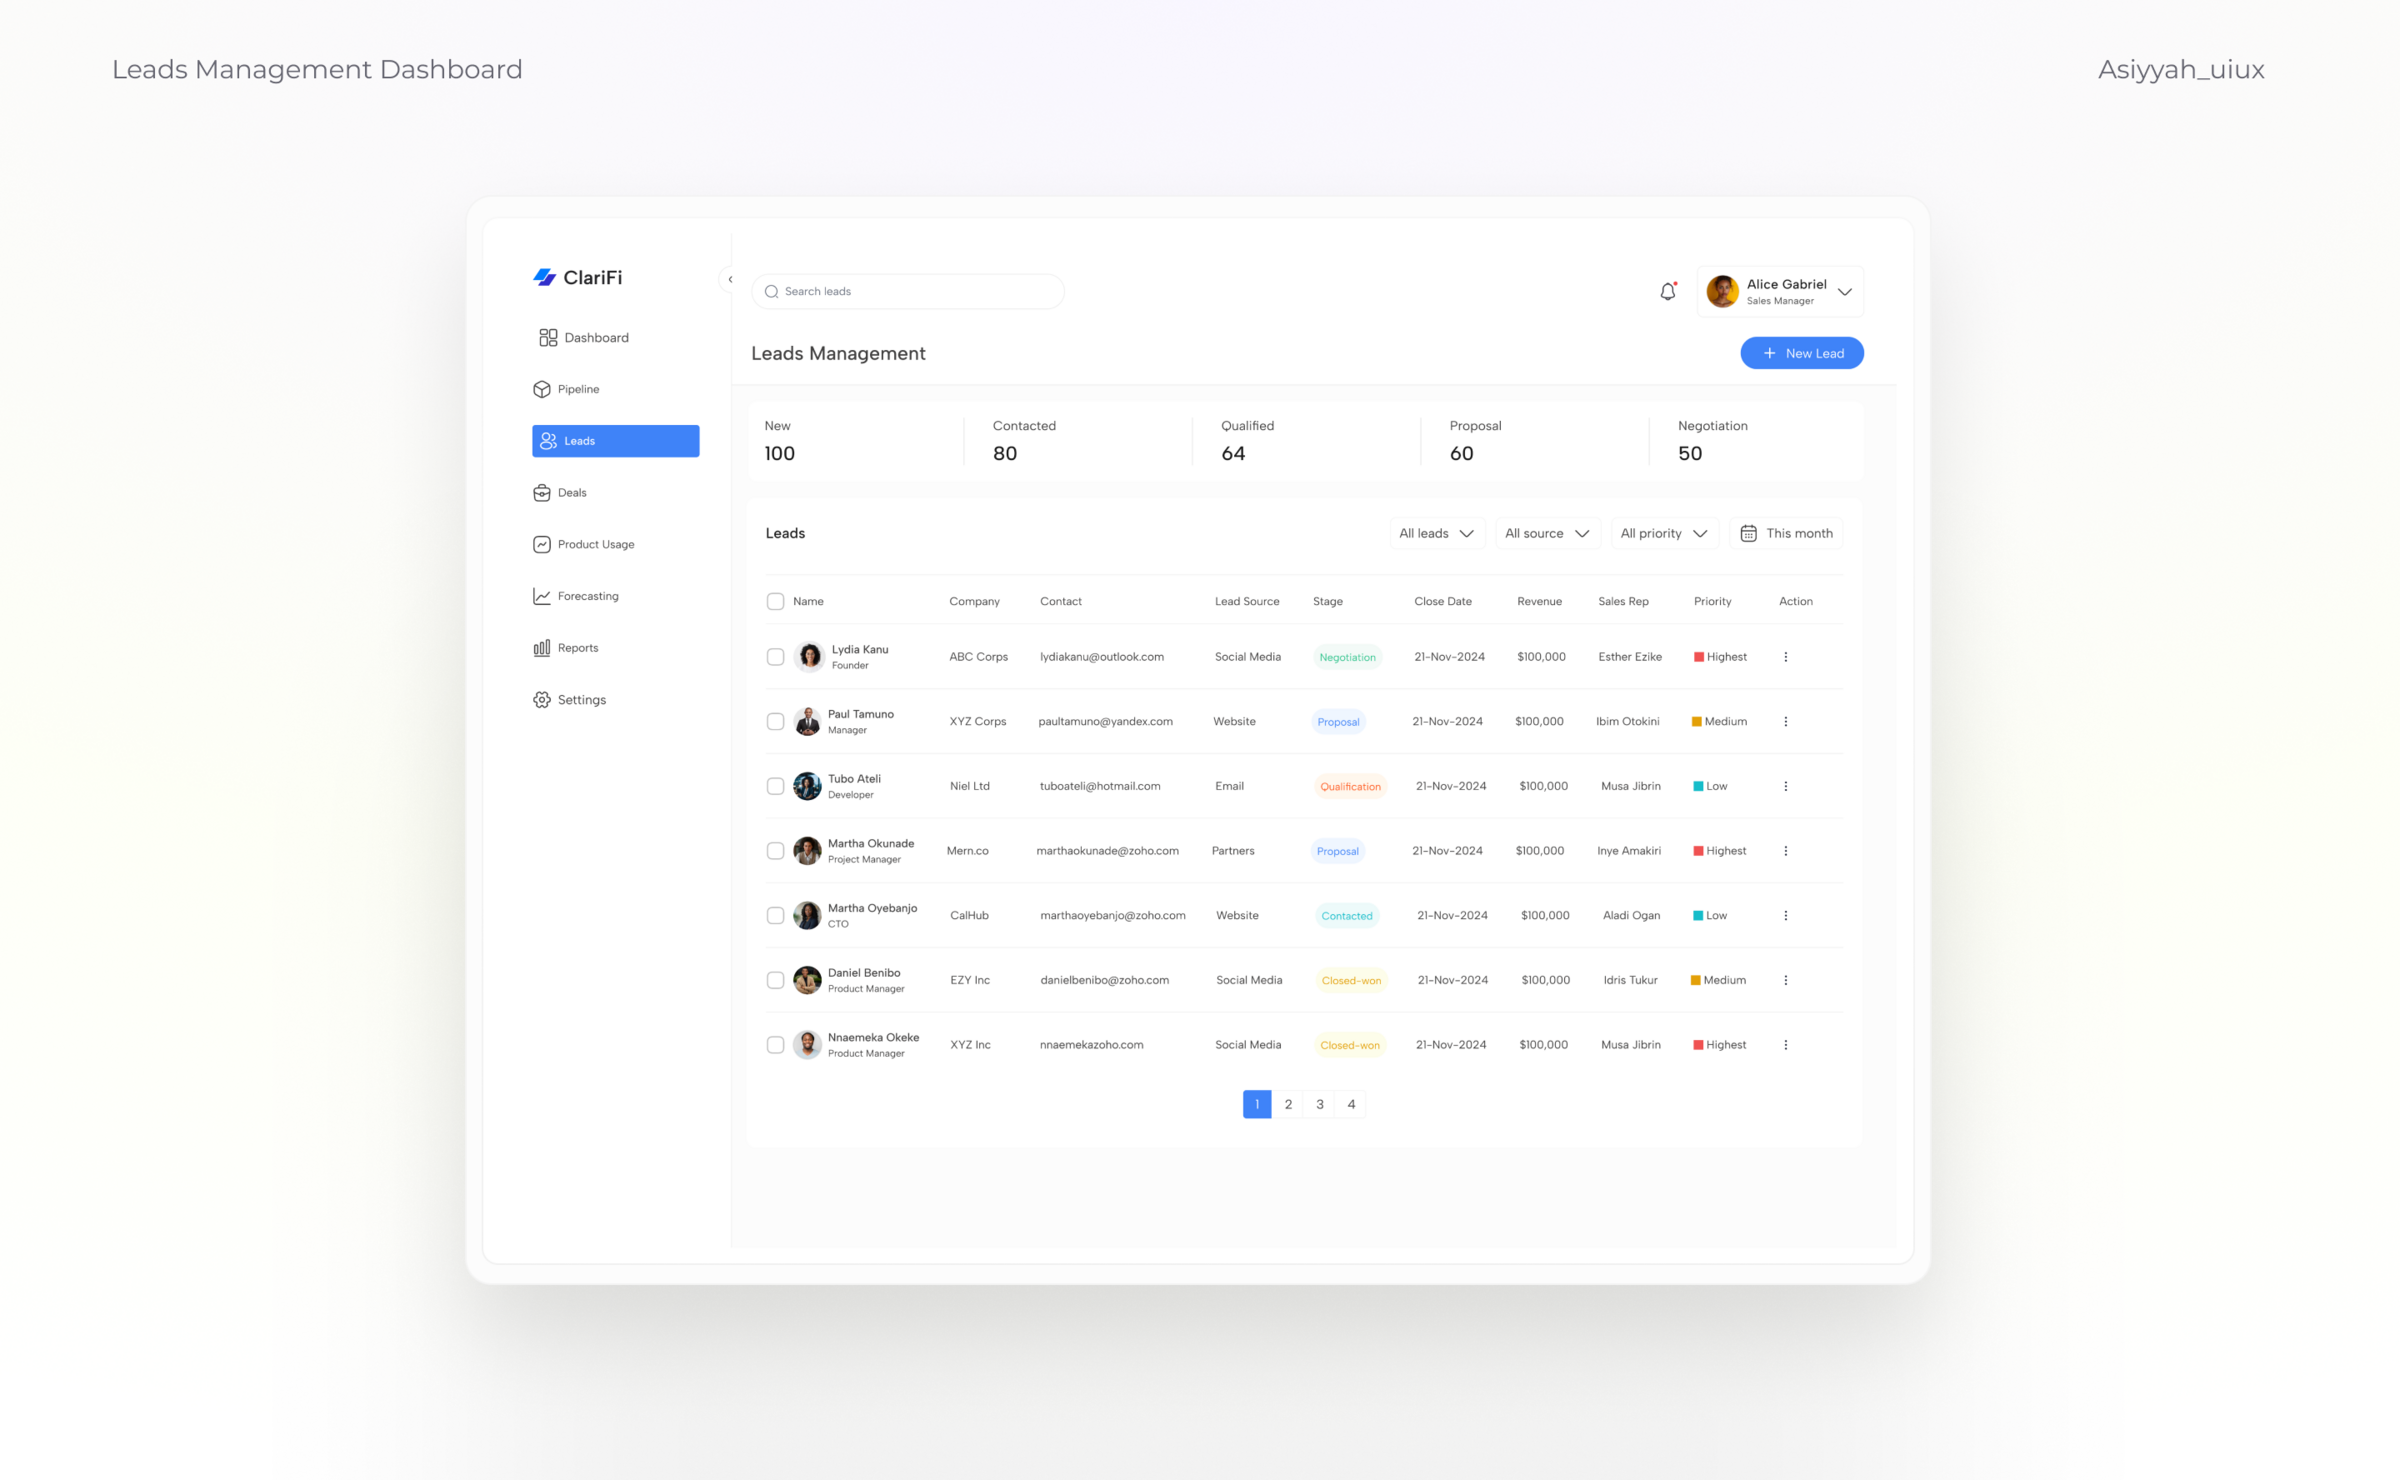 Leads Management Dashboard
Asiyyah_uiux
ClariFi
Dashboard
Pipeline
Leads
Deals
Product Usage
Forecasting
Reports
Settings
Search leads
Alice Gabriel
Sales Manager
Leads Management
+ New Lead
New Contacted Qualified Proposal Negotiation
100 80 64 60 50
Leads
All leads All source All priority This month
Name Company Contact Lead Source Stage Close Date Revenue Sales Rep Priority Action
Lydia Kanu
Founder
ABC Corps lydiakanu@outlook.com Social Media Negotiation 21-Nov-2024 $100,000 Esther Ezike Highest
Paul Tamuno
Manager
XYZ Corps paultamuno@yandex.com Website Proposal 21-Nov-2024 $100,000 Ibim Otokini Medium
Tubo Ateli
Developer
Niel Ltd tuboateli@hotmail.com Email Qualification 21-Nov-2024 $100,000 Musa Jibrin Low
Martha Okunade
Project Manager
Mern.co marthaokunade@zoho.com Partners Proposal 21-Nov-2024 $100,000 Inye Amakiri Highest
Martha Oyebanjo
CTO
CalHub marthaoyebanjo@zoho.com Website Contacted 21-Nov-2024 $100,000 Aladi Ogan Low
Daniel Benibo
Product Manager
EZY Inc danielbenibo@zoho.com Social Media Closed-won 21-Nov-2024 $100,000 Idris Tukur Medium
Nnaemeka Okeke
Product Manager
XYZ Inc nnaemekazoho.com Social Media Closed-won 21-Nov-2024 $100,000 Musa Jibrin Highest
1 2 3 4